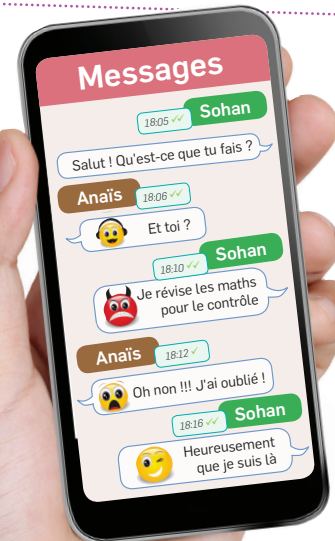 Messages
Sohan
18:05
Salut ! Qu'est-ce que tu fais ?
Anaïs 18:06
Et toi ?
Sohan
18:10
Je révise les maths
pour le contrôle
Anaïs 18:12
Oh non !!! J'ai oublié !
18:16 Sohan
Heureusement
que je suis là